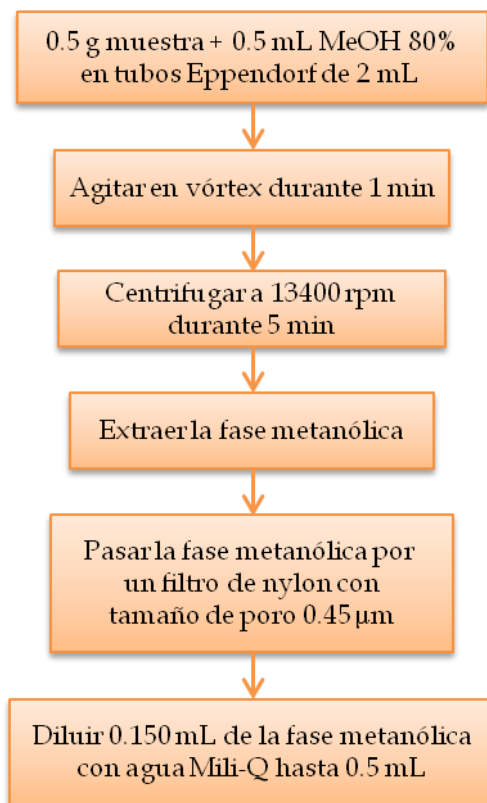 0.5 g muestra + 0.5 mL MeOH 80%
en tubos Eppendorf de 2 mL
Agitar en vórtex durante 1 min
Centrifugar a 13400 rpm
durante 5 min
Extraer la fase metanólica
Pasar la fase metanólica por
un filtro de nylon con
tamaño de poro 0.45 µm
Diluir 0.150 mL de la fase metanólica
con agua Mili-Q hasta 0.5 mL